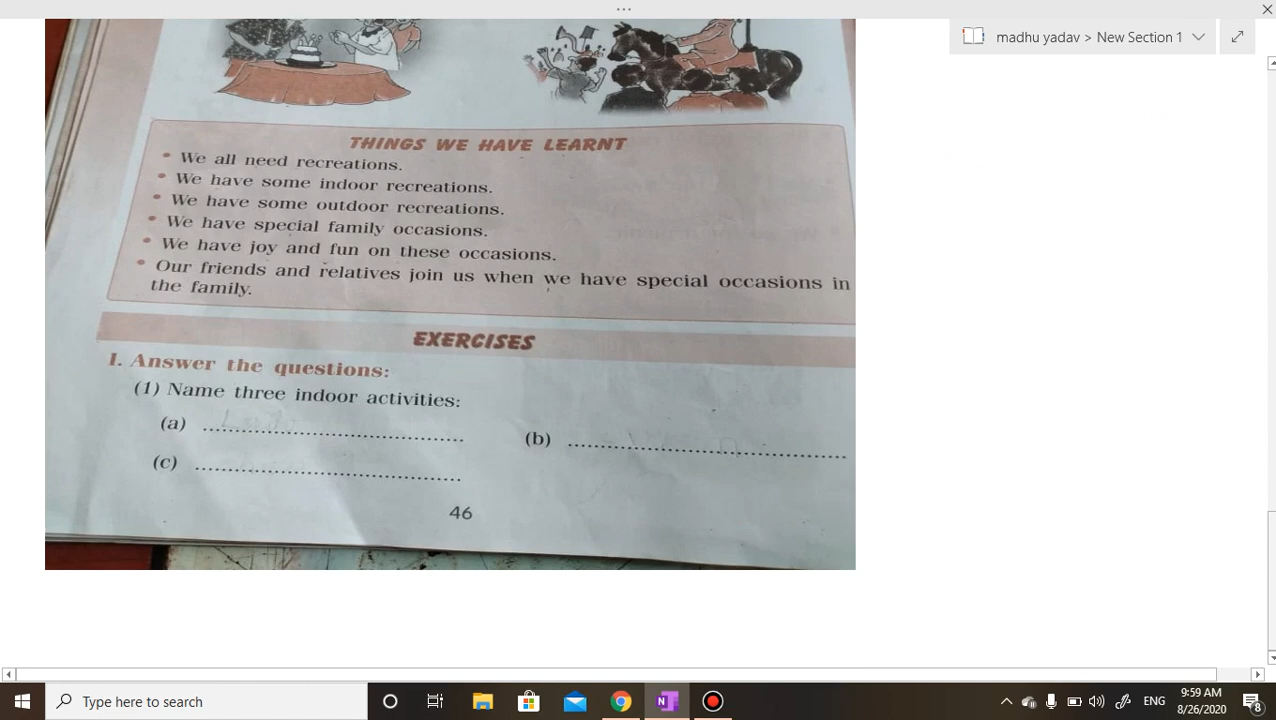 madhu yadav > New Section 1
THINGS WE HAVE LEARNT
• We all need recreations.
• We have some indoor recreations.
• We have some outdoor recreations.
• We have special family occasions.
• We have joy and fun on these occasions.
• Our friends and relatives join us when we have special occasions in
the family.
EXERCISES
I. Answer the questions:
(1) Name three indoor activities:
(a) ........................................ (b) ........................................
(c) ........................................
46
Type here to search
ENG
9:59 AM
8/26/2020
8